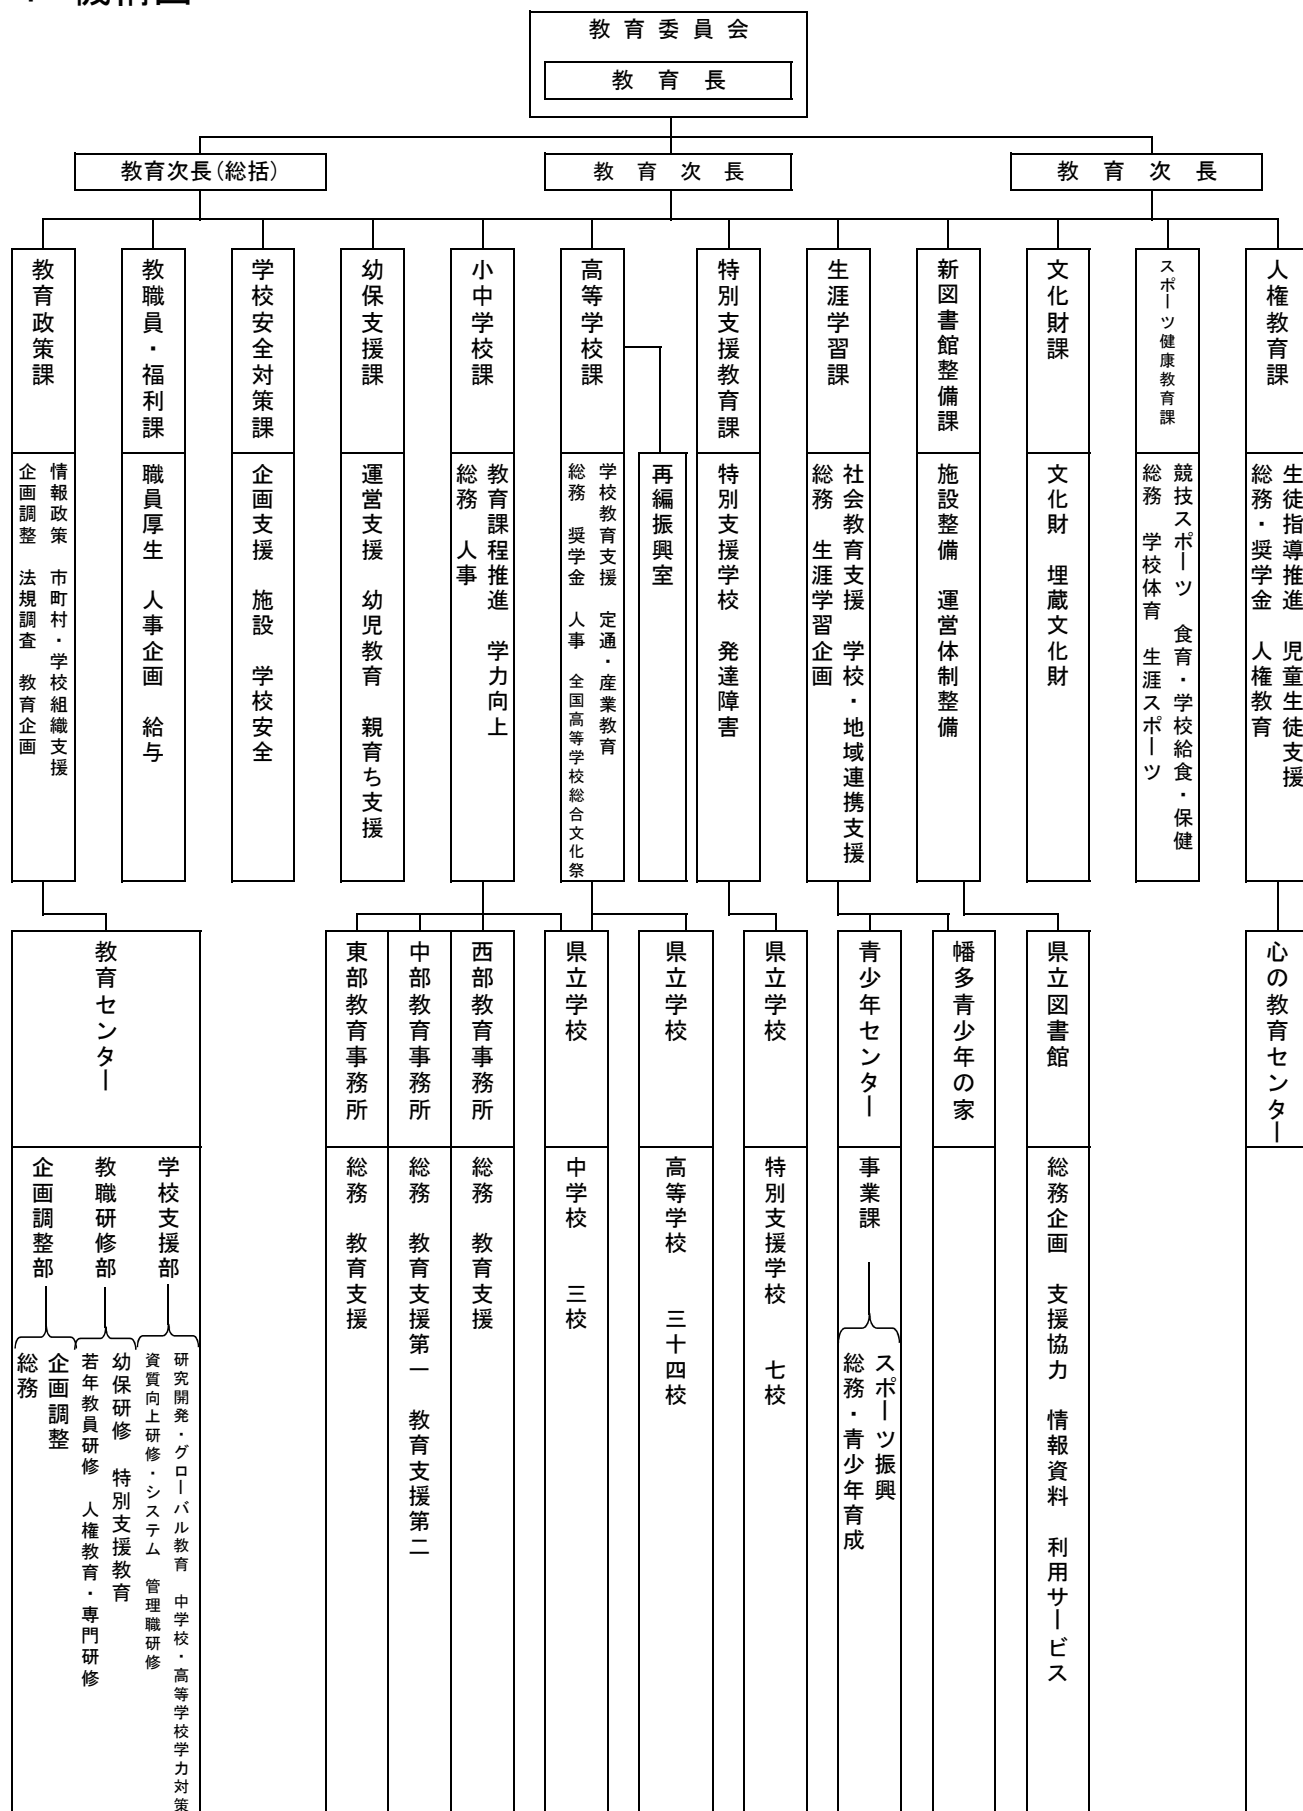 教育委員会
教育長
教育次長(総括)
教育次長
教育次長
教育政策課
教職員・福利課
学校安全対策課
幼保支援課
小中学校課
高等学校課
特別支援教育課
生涯学習課
新図書館整備課
文化財課
スポーツ健康教育課
人権教育課
情報政策 市町村・学校組織支援
企画調整 法規調査 教育企画
職員厚生 人事企画 給与
企画支援 施設 学校安全
運営支援 幼児教育 親育ち支援
教育課程推進 学力向上
総務 人事
学校教育支援 定通・産業教育
総務 奨学金 人事 全国高等学校総合文化祭
再編振興室
特別支援学校 発達障害
社会教育支援 学校・地域連携支援
総務 生涯学習企画
施設整備 運営体制整備
文化財 埋蔵文化財
競技スポーツ 食育・学校給食・保健
総務 学校体育 生涯スポーツ
生徒指導推進 児童生徒支援
総務・奨学金 人権教育
教育センター
東部教育事務所
中部教育事務所
西部教育事務所
県立学校
県立学校
県立学校
青少年センター
幡多青少年の家
県立図書館
心の教育センター
学校支援部
教職研修部
企画調整部
研究開発・グローバル教育 中学校・高等学校学力対策
資質向上研修・システム 管理職研修
幼保研修 特別支援教育
若年教員研修 人権教育・専門研修
企画調整
総務
総務 教育支援
総務 教育支援第一 教育支援第二
総務 教育支援
中学校 三校
高等学校 三十四校
特別支援学校 七校
事業課
スポーツ振興
総務・青少年育成
総務企画 支援協力 情報資料 利用サービス